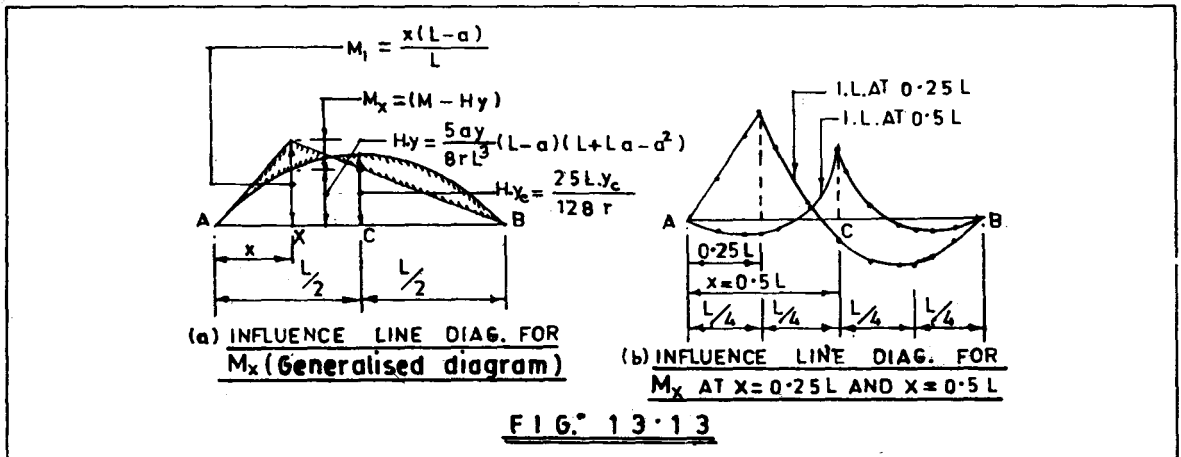 M₁ = x(L-a)/L
Mx = (M - Hy)
H.y = 5ay/8rL³ (L-a)(L+La-a²)
H.yc = 25L.yc/128 r
A
X
C
B
x
L/2
L/2
(a) INFLUENCE LINE DIAG. FOR
Mx (Generalised diagram)
I.L. AT 0·25 L
I.L. AT 0·5 L
A
C
B
0·25 L
x = 0·5 L
L/4
L/4
L/4
L/4
(b) INFLUENCE LINE DIAG. FOR
Mx AT X = 0·25 L AND X = 0·5 L
FIG. 13·13